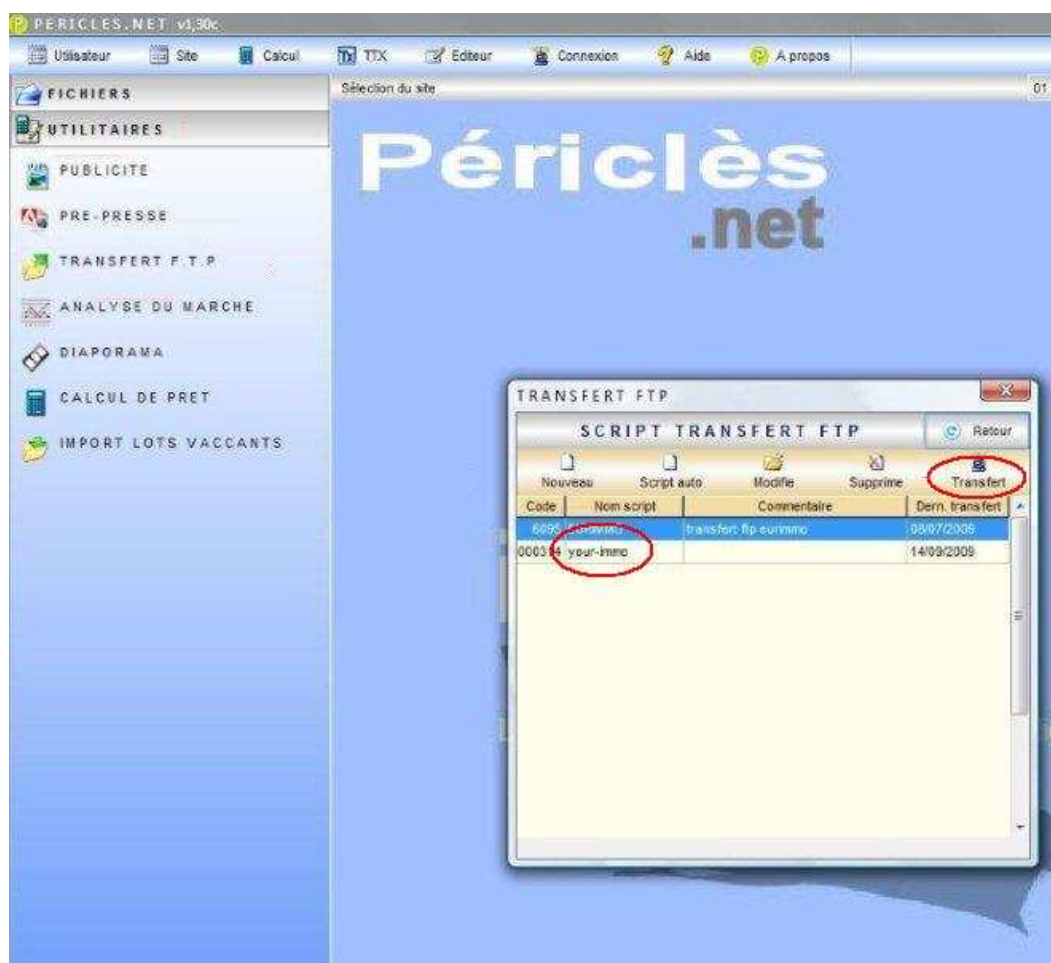 PERICLES.NET v1,30c
Utilisateur Site Calcul TTX Editeur Connexion Aide A propos
FICHIERS
Sélection du site
01
UTILITAIRES
PUBLICITE
PRE-PRESSE
TRANSFERT F.T.P
ANALYSE DU MARCHE
DIAPORAMA
CALCUL DE PRET
IMPORT LOTS VACCANTS
Périclès
.net
TRANSFERT FTP
SCRIPT TRANSFERT FTP
Retour
Nouveau Script auto Modifie Supprime Transfert
Code Nom script Commentaire Dern. transfert
transfert ftp eurimmo 08/07/2009
your-immo 14/09/2009